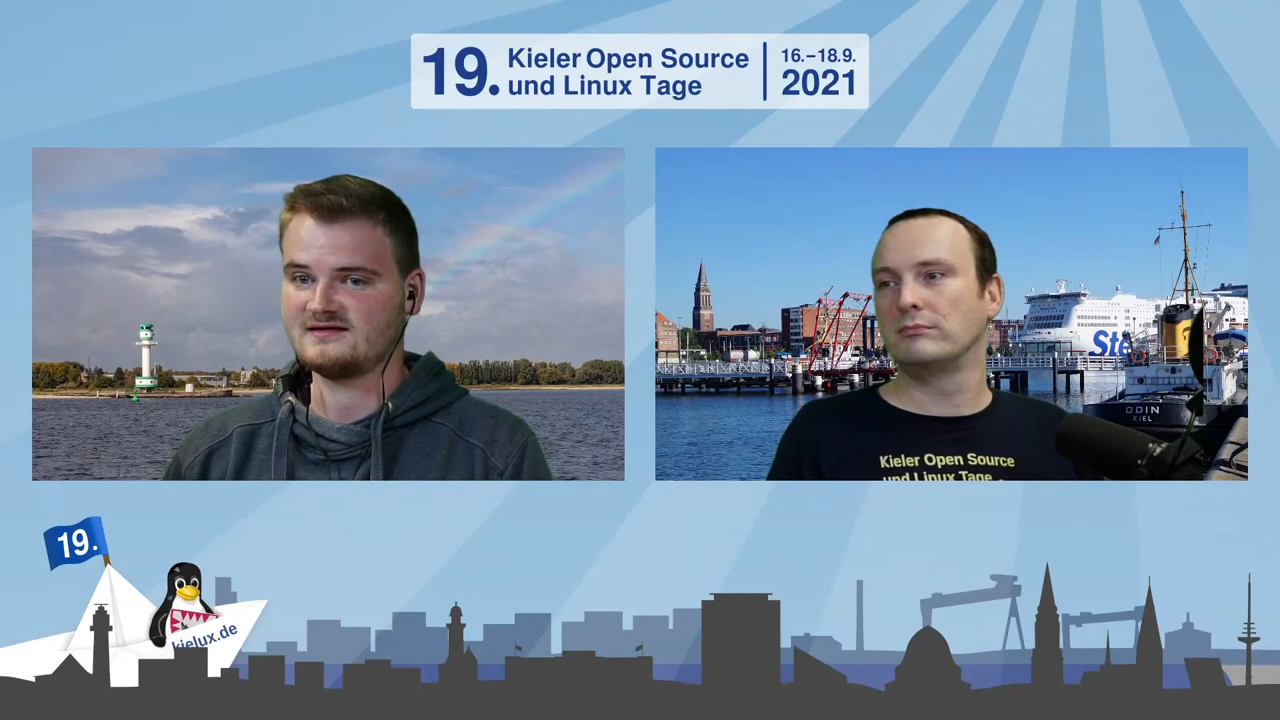 19.
Kieler Open Source
und Linux Tage
16.–18.9.
2021
Ste
ODIN
KIEL
Kieler Open Source
und Linux Tage
19.
kielux.de